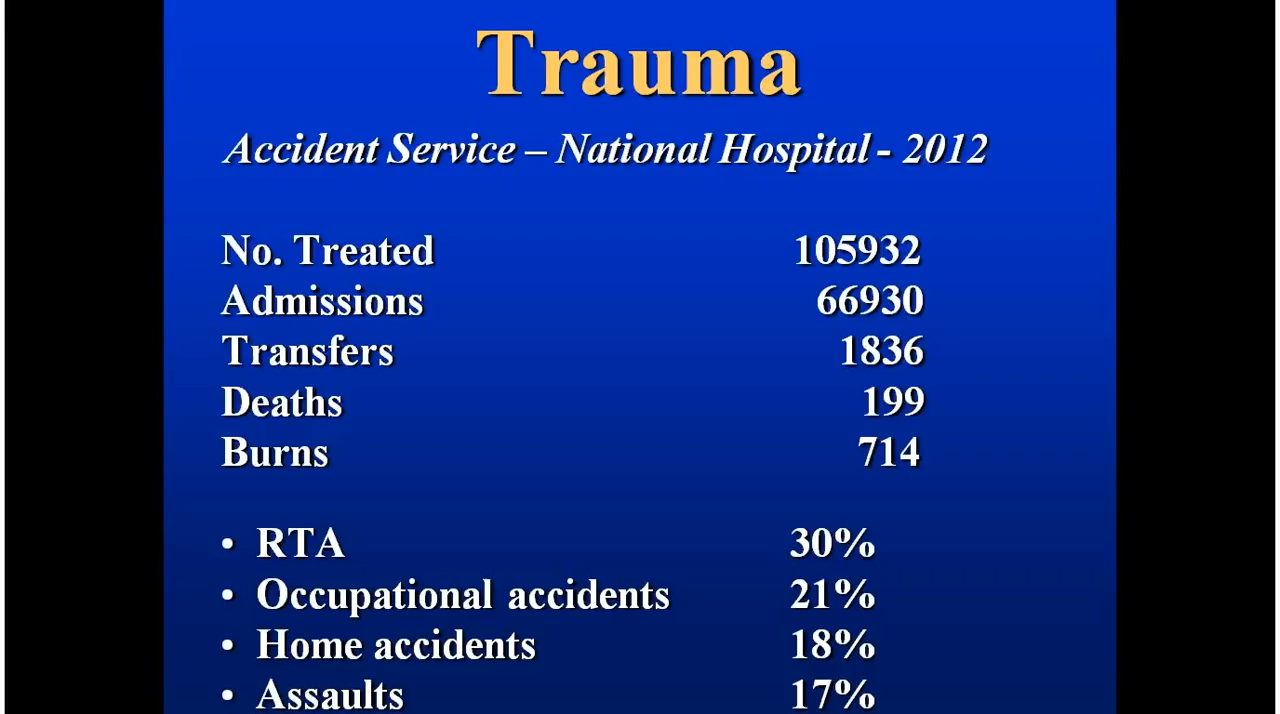 Trauma
Accident Service – National Hospital - 2012
No. Treated 105932
Admissions 66930
Transfers 1836
Deaths 199
Burns 714
• RTA 30%
• Occupational accidents 21%
• Home accidents 18%
• Assaults 17%